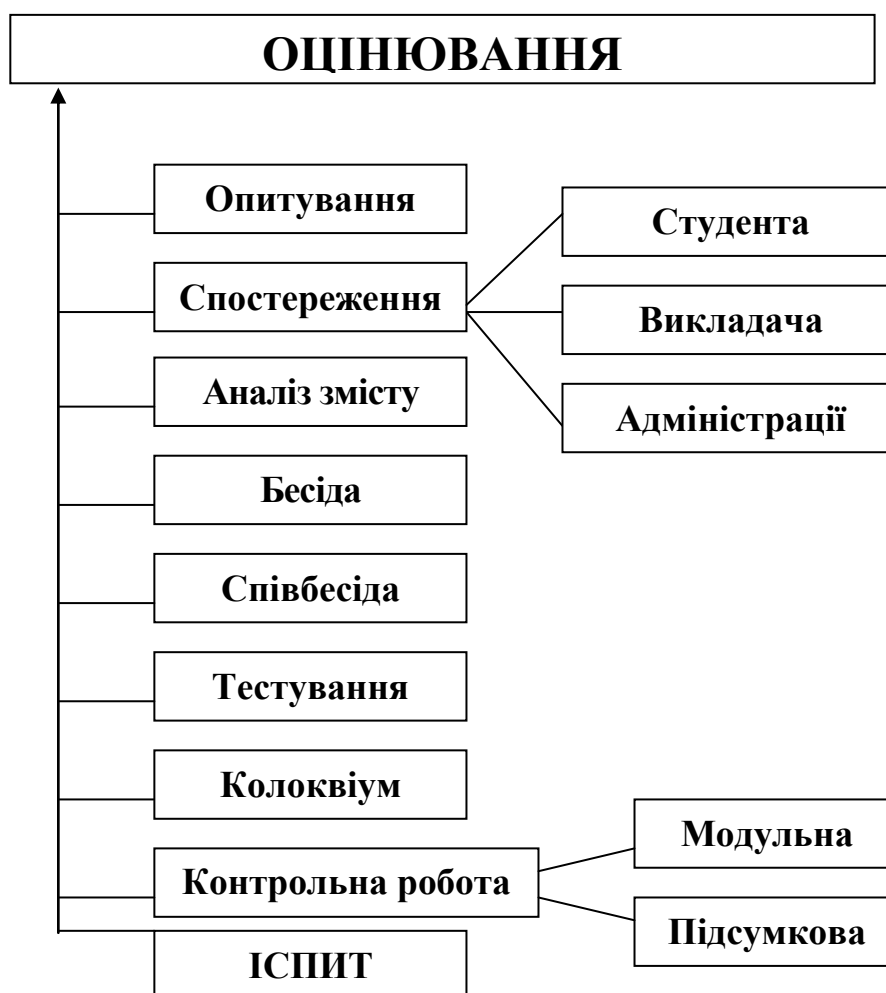 ОЦІНЮВАННЯ
Опитування
Студента
Спостереження
Викладача
Аналіз змісту
Адміністрації
Бесіда
Співбесіда
Тестування
Колоквіум
Модульна
Контрольна робота
Підсумкова
ІСПИТ